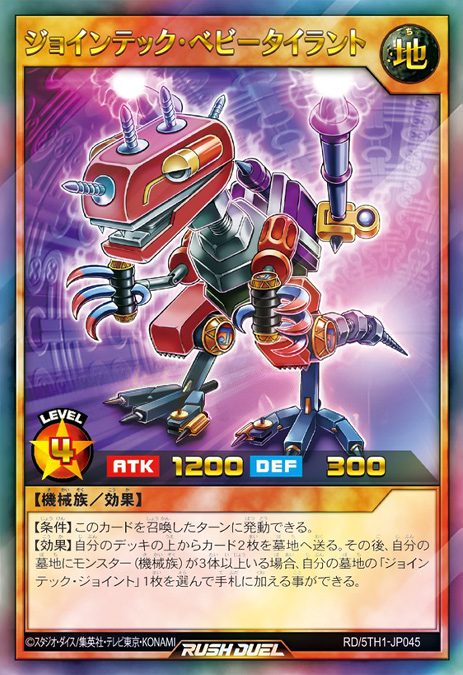 ジョインテック・ベビータイラント
地
LEVEL
4
ATK 1200 DEF 300
【機械族／効果】
【条件】このカードを召喚したターンに発動できる。
【効果】自分のデッキの上からカード2枚を墓地へ送る。その後、自分の
墓地にモンスター(機械族)が3体以上いる場合、自分の墓地の「ジョイン
テック・ジョイント」1枚を選んで手札に加える事ができる。
©スタジオ・ダイス/集英社・テレビ東京・KONAMI
RUSH DUEL
RD/5TH1-JP045